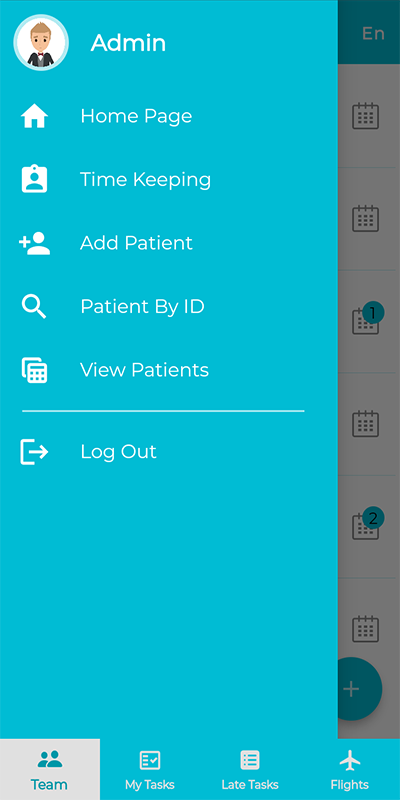 Admin
En
Home Page
Time Keeping
Add Patient
Patient By ID
1
View Patients
Log Out
2
Team
My Tasks
Late Tasks
Flights